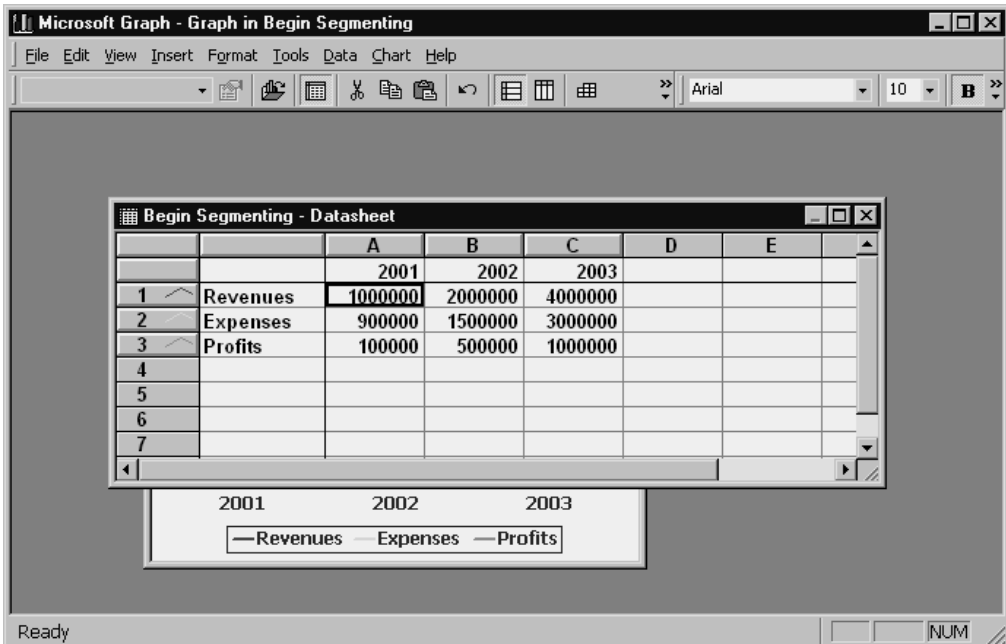 Microsoft Graph - Graph in Begin Segmenting
File Edit View Insert Format Tools Data Chart Help
Arial 10 B
Begin Segmenting - Datasheet
A B C D E
2001 2002 2003
1 Revenues 1000000 2000000 4000000
2 Expenses 900000 1500000 3000000
3 Profits 100000 500000 1000000
4
5
6
7
2001 2002 2003
Revenues Expenses Profits
Ready NUM